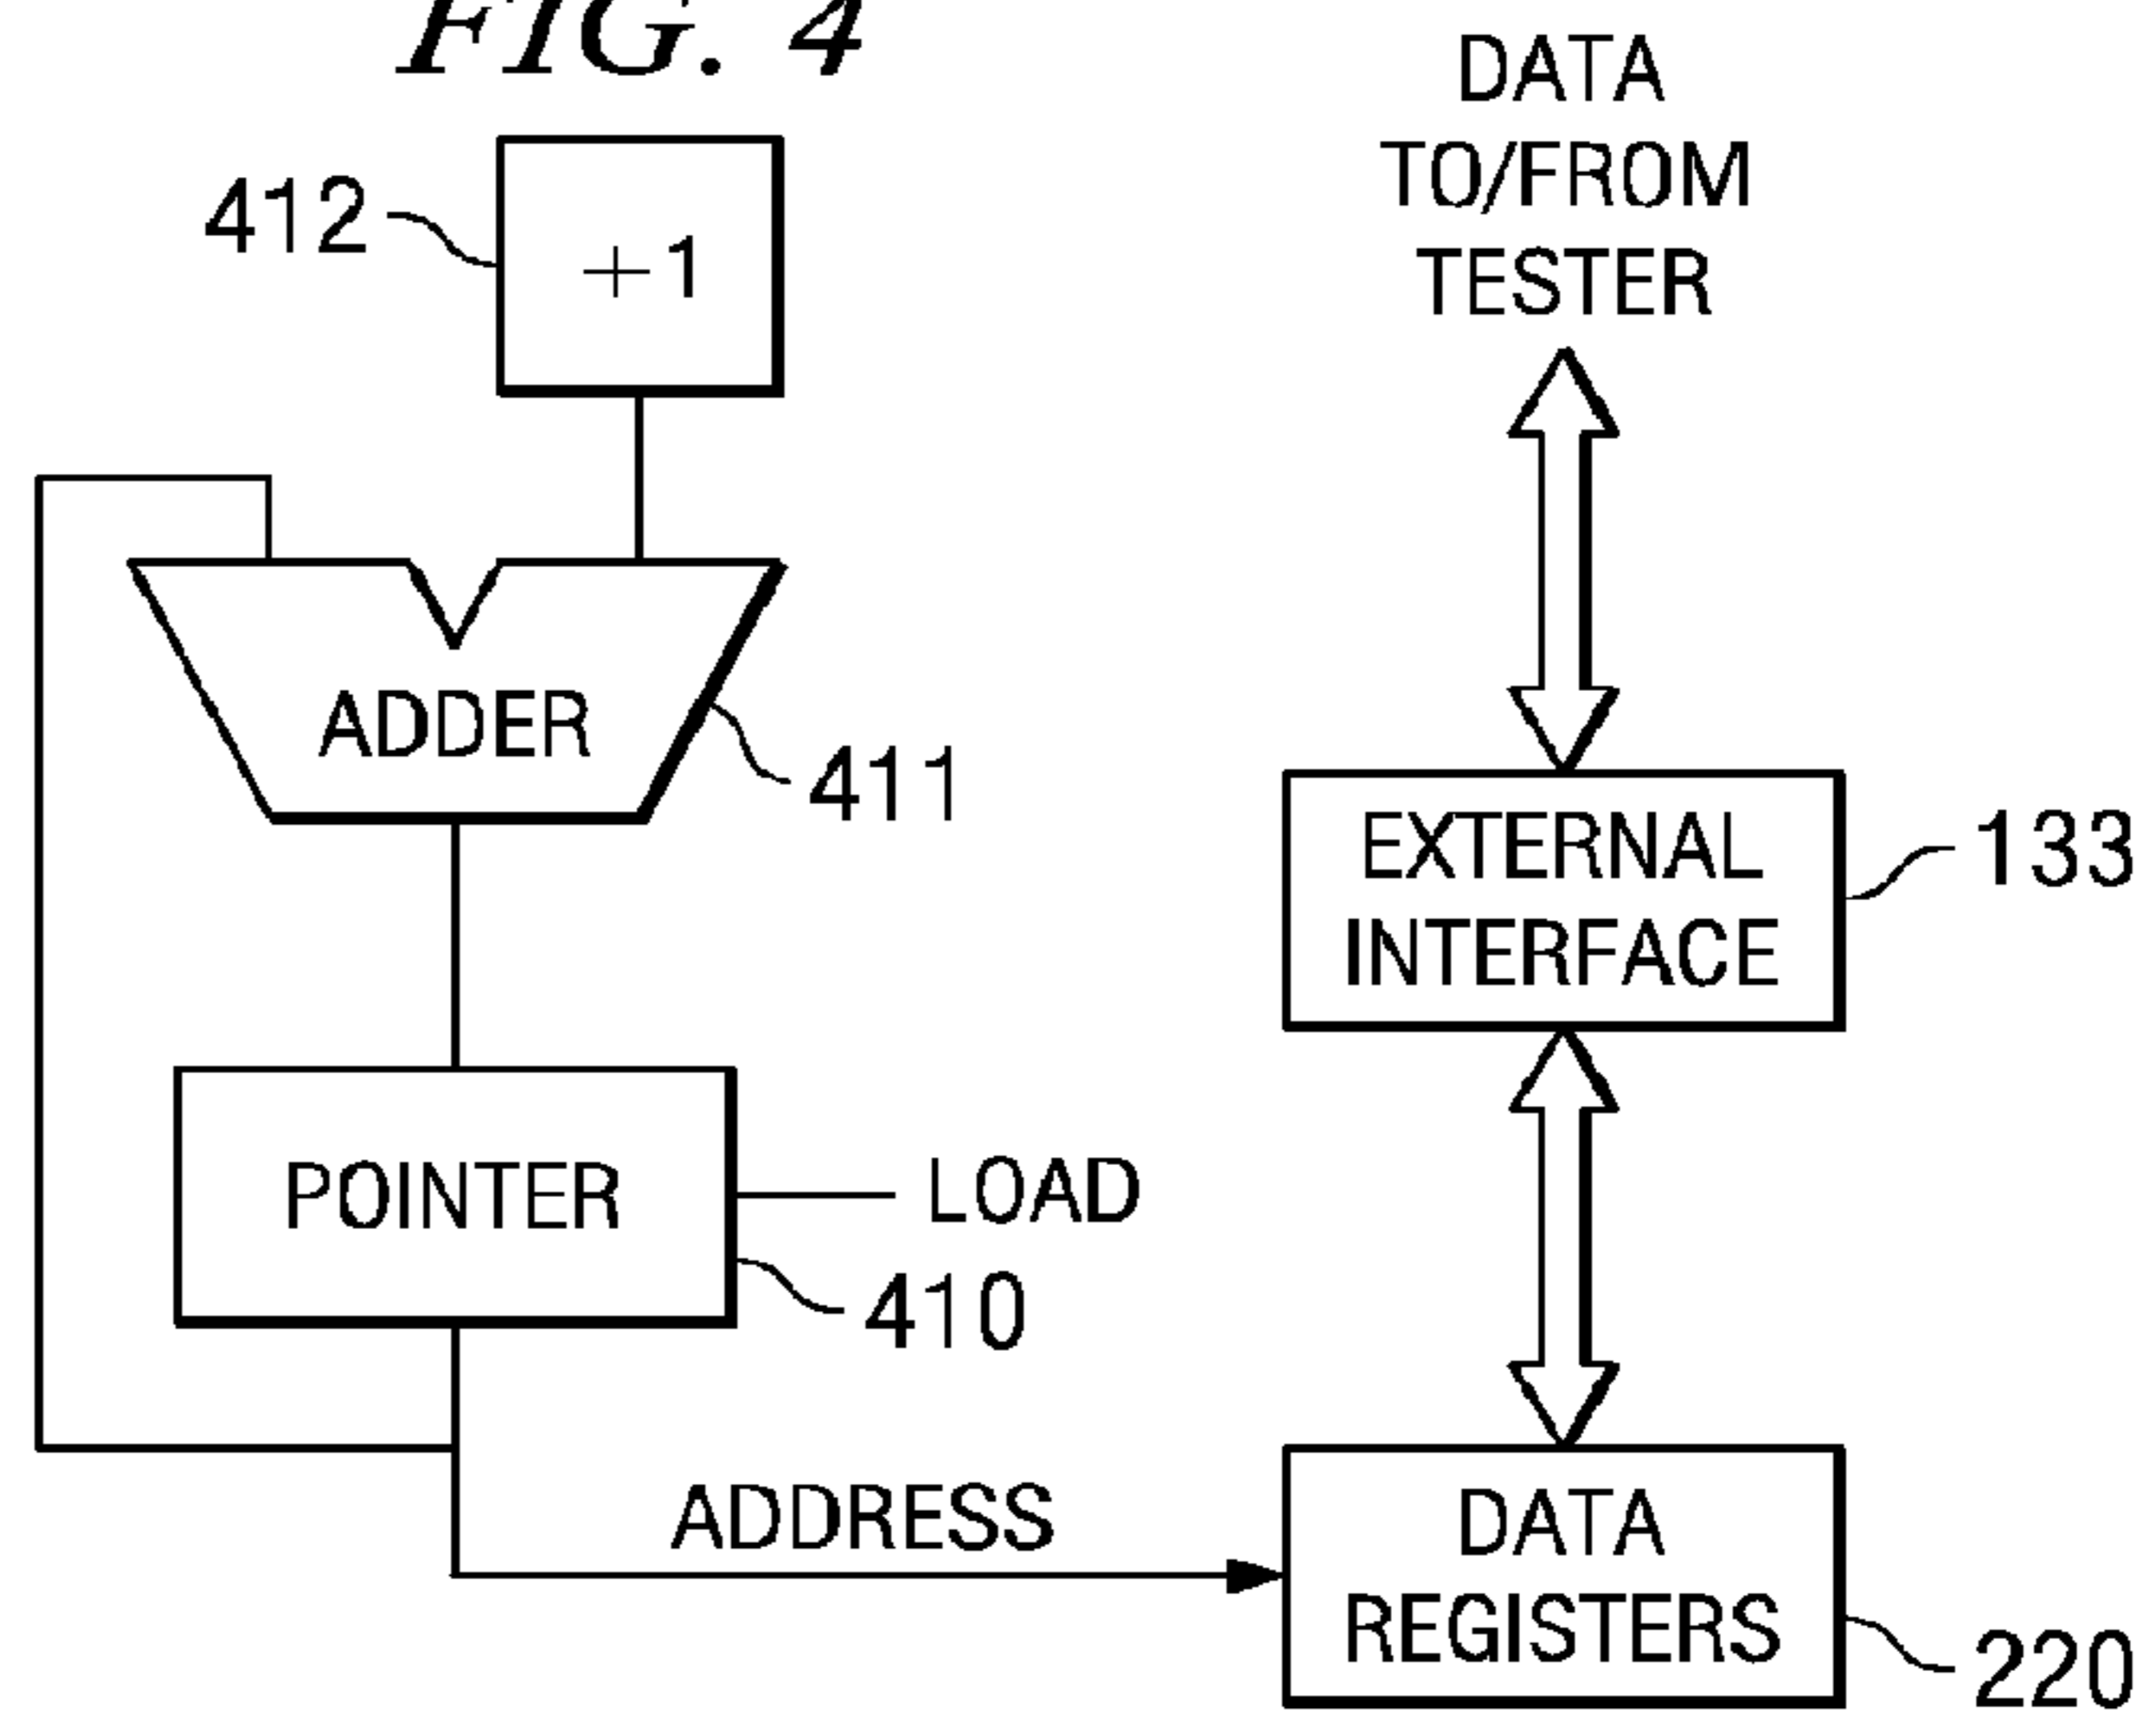 FIG. 4
412
+1
ADDER
411
POINTER
LOAD
410
ADDRESS
DATA
TO/FROM
TESTER
EXTERNAL
INTERFACE
133
DATA
REGISTERS
220